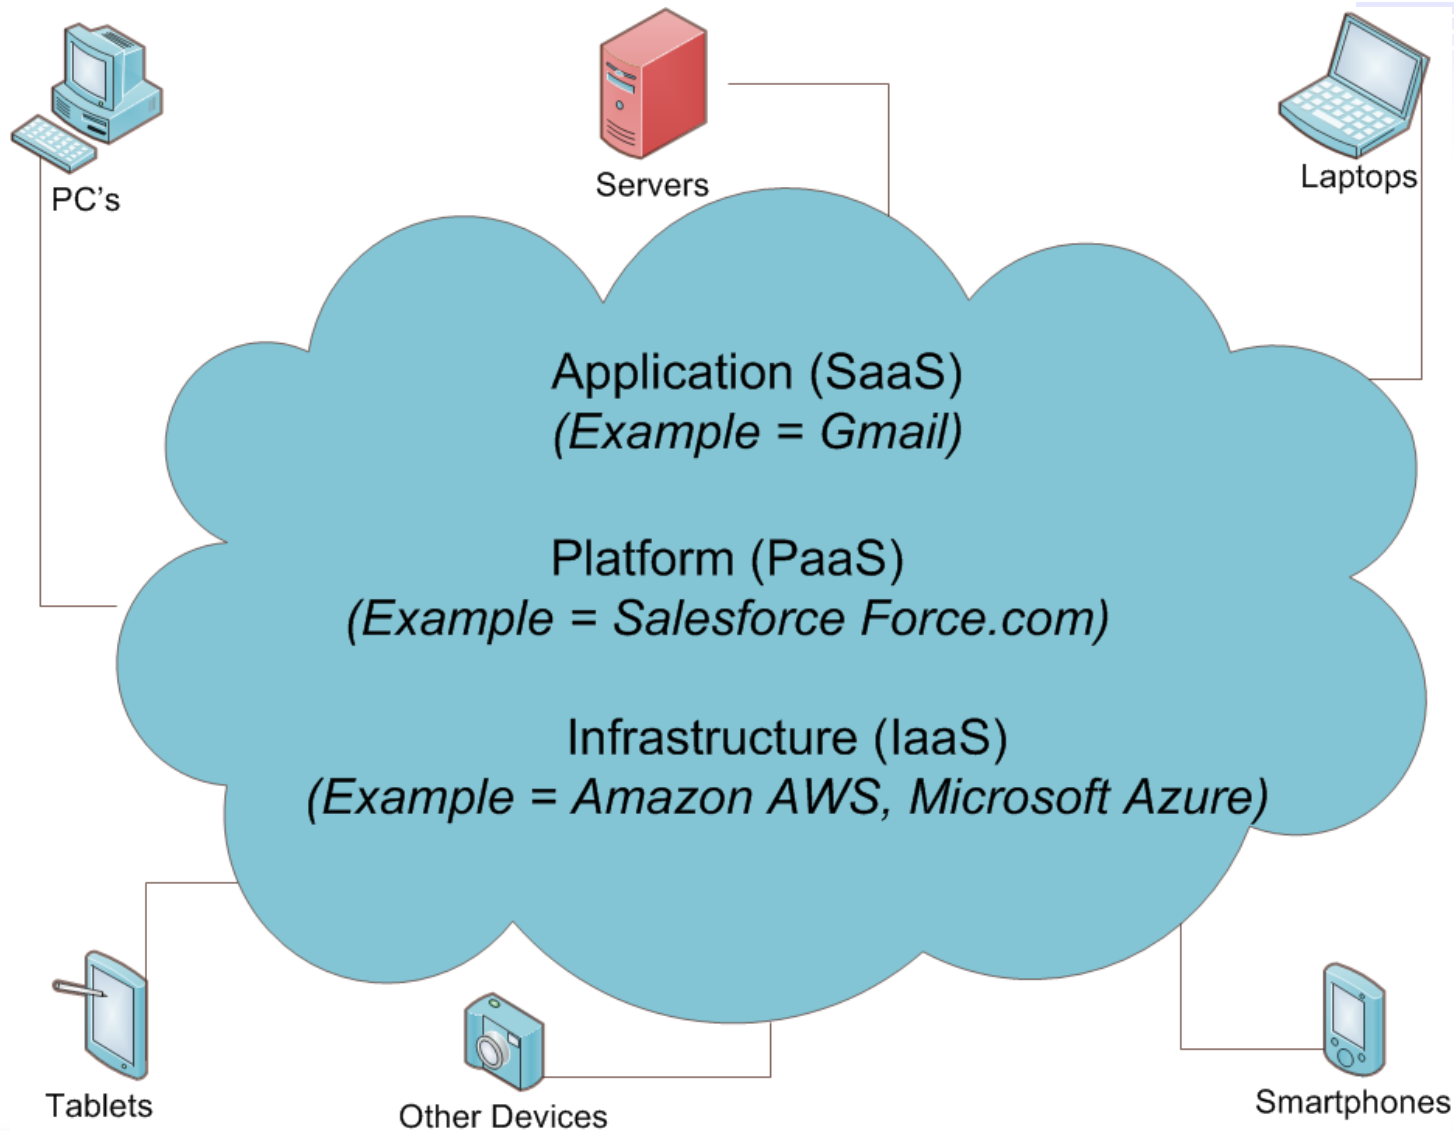 PC's
Servers
Laptops
Application (SaaS)
(Example = Gmail)
Platform (PaaS)
(Example = Salesforce Force.com)
Infrastructure (IaaS)
(Example = Amazon AWS, Microsoft Azure)
Tablets
Other Devices
Smartphones